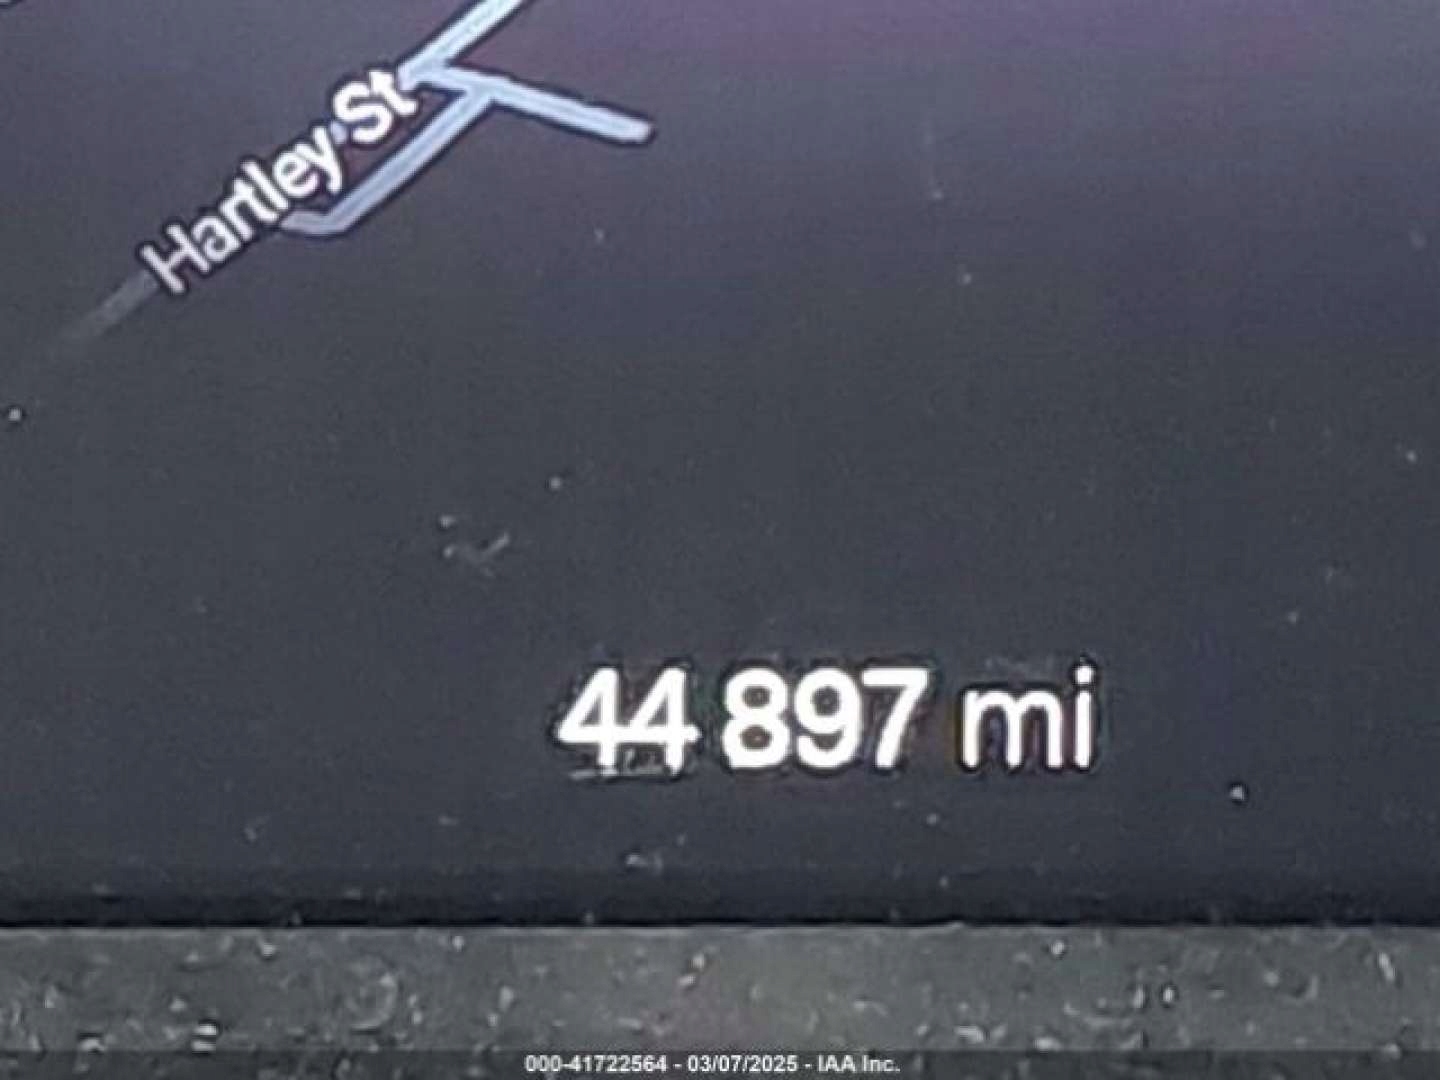 Hartley St
44 897 mi
000-41722564 - 03/07/2025 - IAA Inc.